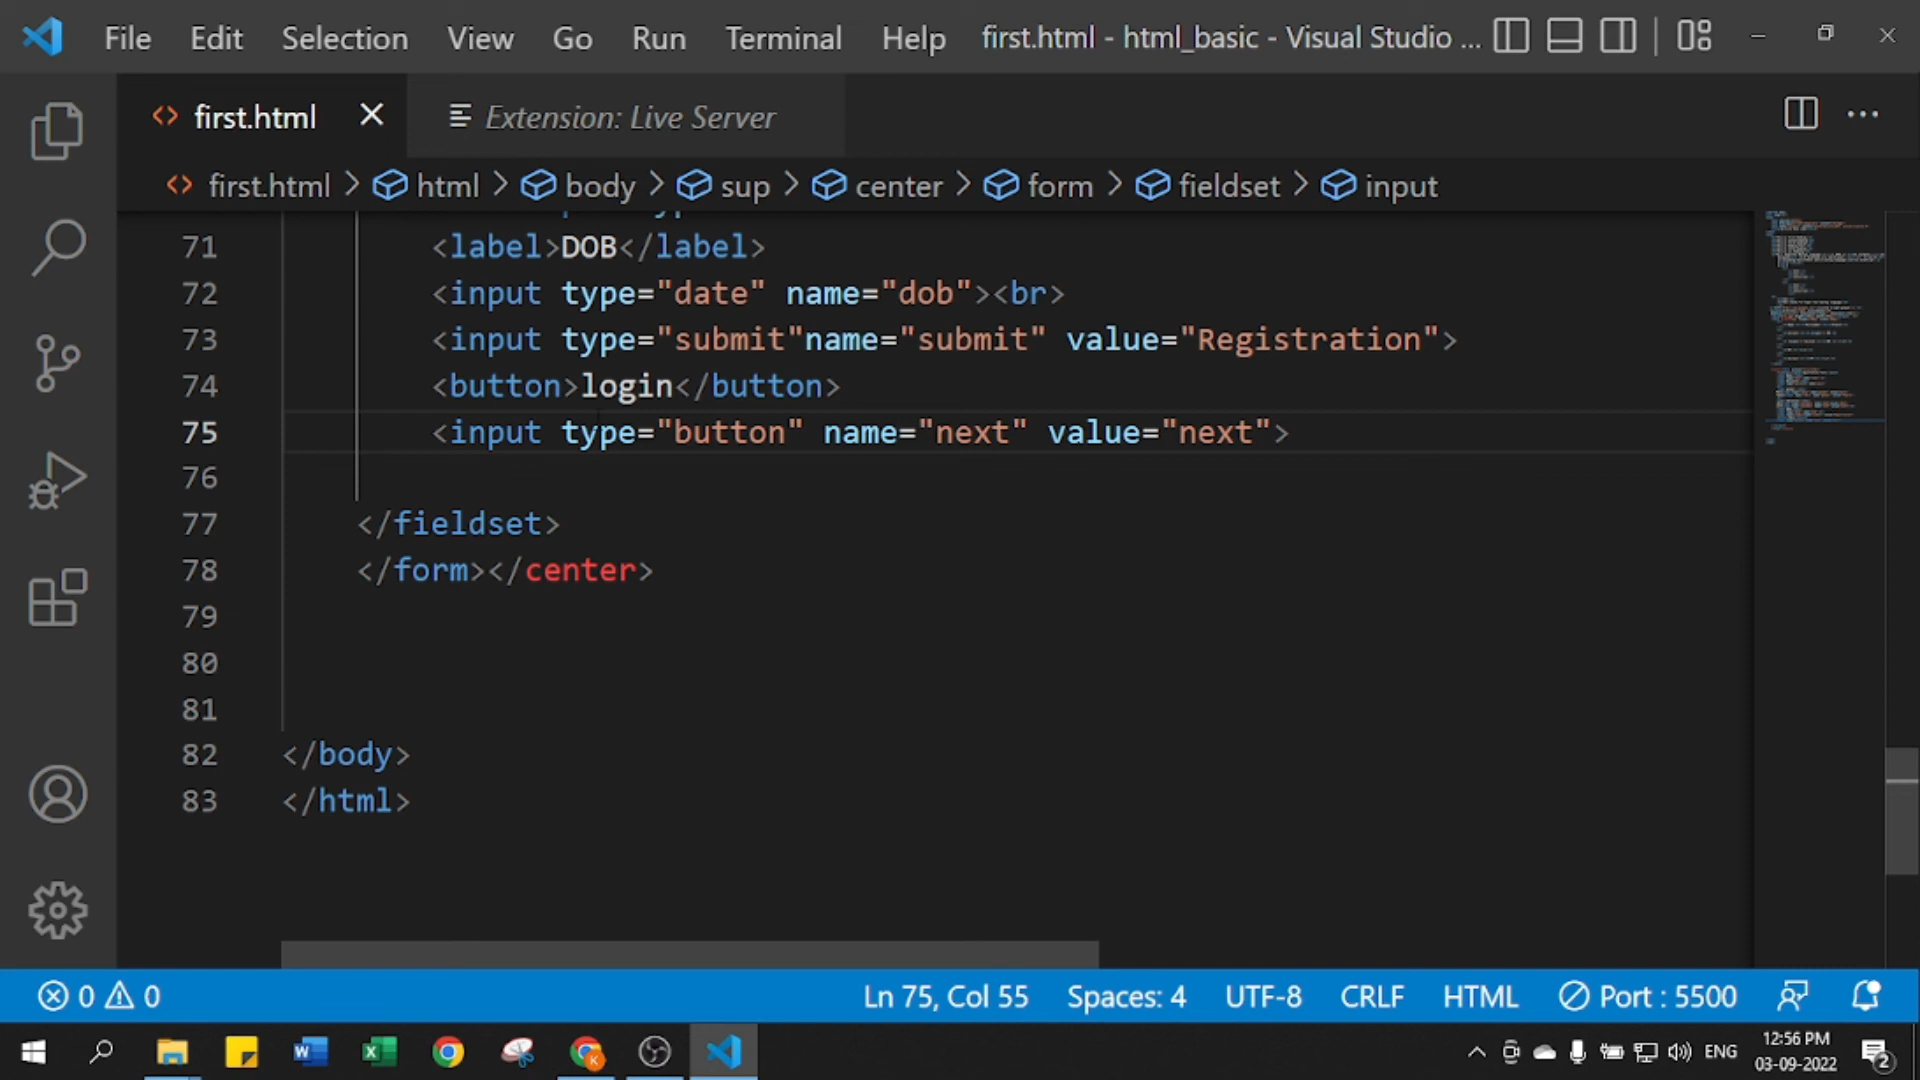 File Edit Selection View Go Run Terminal Help first.html - html_basic - Visual Studio ...
first.html Extension: Live Server
first.html > html > body > sup > center > form > fieldset > input
71 <label>DOB</label>
72 <input type="date" name="dob"><br>
73 <input type="submit"name="submit" value="Registration">
74 <button>login</button>
75 <input type="button" name="next" value="next">
76
77 </fieldset>
78 </form></center>
79
80
81
82 </body>
83 </html>
0 0 Ln 75, Col 55 Spaces: 4 UTF-8 CRLF HTML Port : 5500
ENG 12:56 PM
03-09-2022 2